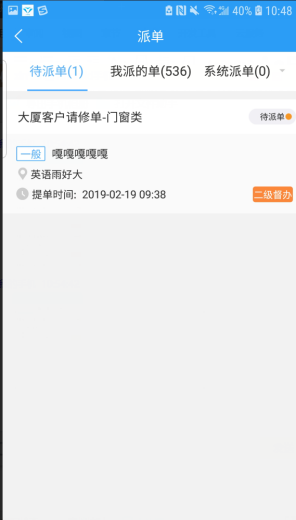 40% 10:48
派单
待派单(1) 我派的单(536) 系统派单(0)
大厦客户请修单-门窗类 待派单
一般 嘎嘎嘎嘎嘎
英语雨好大
提单时间: 2019-02-19 09:38 二级督办